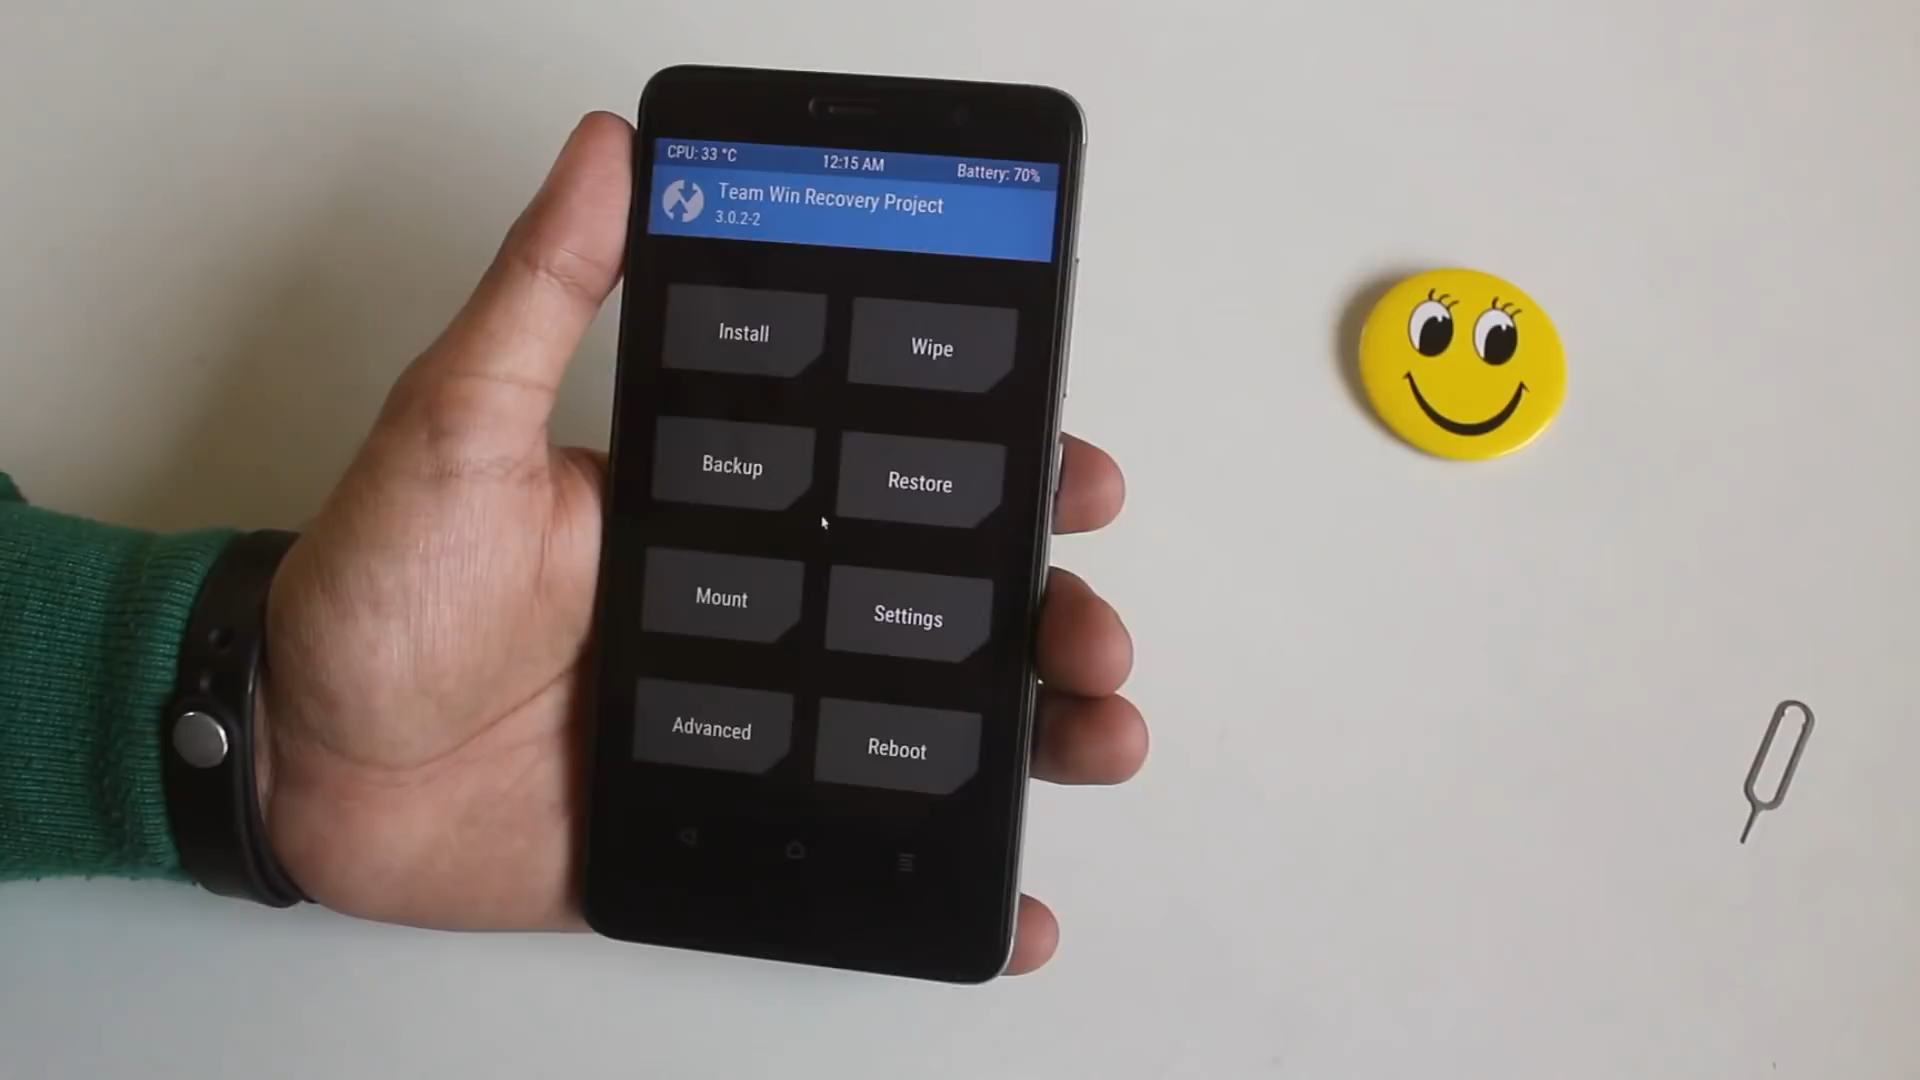 CPU: 33 °C 12:15 AM Battery: 70%
Team Win Recovery Project
3.0.2-2
Install Wipe
Backup Restore
Mount Settings
Advanced Reboot